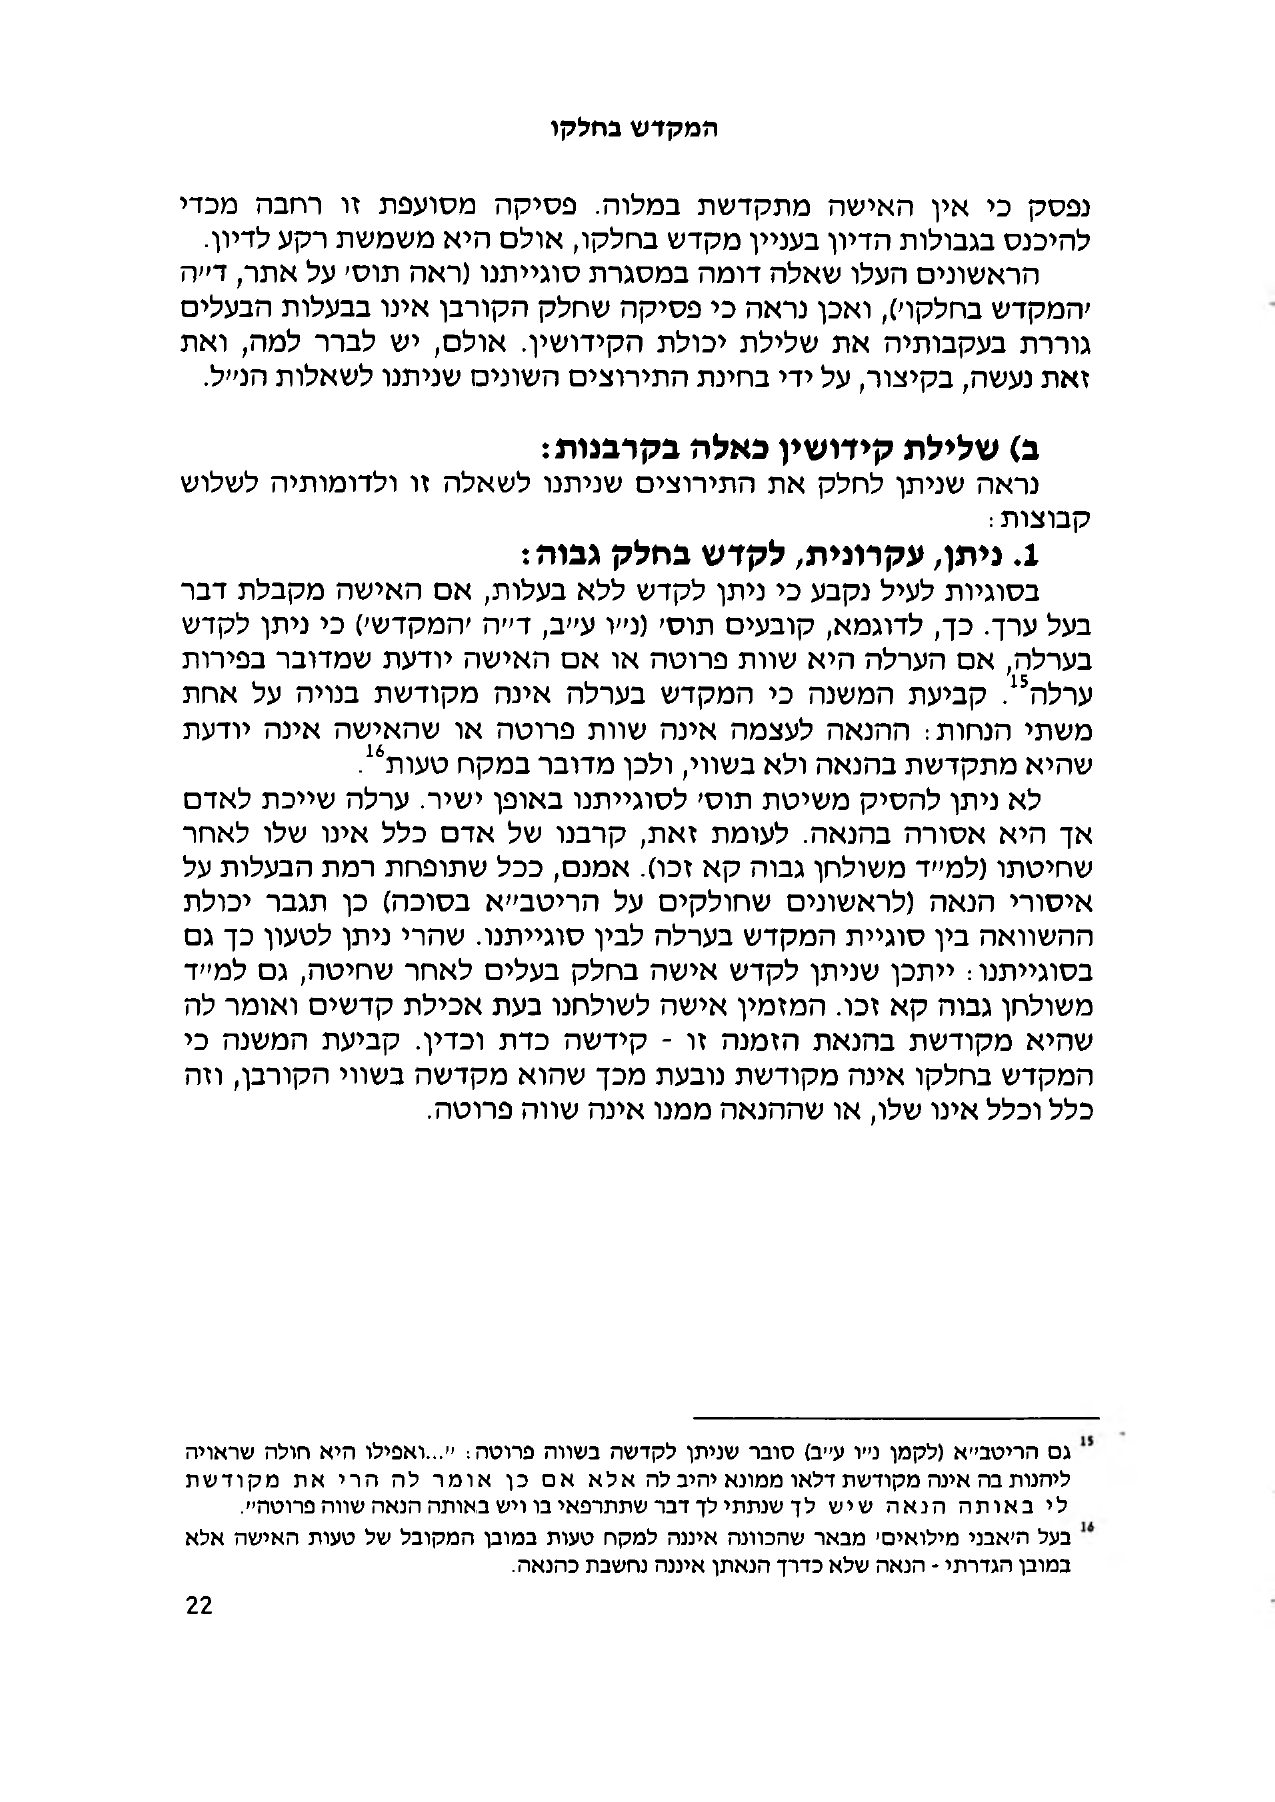 המקדש בחלקו
נפסק כי אין האישה מתקדשת במלוה. פסיקה מסועפת זו רחבה מכדי
להיכנס בגבולות הדיון בעניין מקדש בחלקו, אולם היא משמשת רקע לדיון.
הראשונים העלו שאלה דומה במסגרת סוגייתנו (ראה תוס' על אתר, ד"ה
'המקדש בחלקו'), ואכן נראה כי פסיקה שחלק הקורבן אינו בבעלות הבעלים
גוררת בעקבותיה את שלילת יכולת הקידושין. אולם, יש לברר למה, ואת
זאת נעשה, בקיצור, על ידי בחינת התירוצים השונים שניתנו לשאלות הנ"ל.
ב) שלילת קידושין כאלה בקרבנות:
נראה שניתן לחלק את התירוצים שניתנו לשאלה זו ולדומותיה לשלוש
קבוצות:
1. ניתן, עקרונית, לקדש בחלק גבוה:
בסוגיות לעיל נקבע כי ניתן לקדש ללא בעלות, אם האישה מקבלת דבר
בעל ערך. כך, לדוגמא, קובעים תוס' (נ"ו ע"ב, ד"ה 'המקדש') כי ניתן לקדש
בערלה, אם הערלה היא שוות פרוטה או אם האישה יודעת שמדובר בפירות
ערלה15. קביעת המשנה כי המקדש בערלה אינה מקודשת בנויה על אחת
משתי הנחות: ההנאה לעצמה אינה שוות פרוטה או שהאישה אינה יודעת
שהיא מתקדשת בהנאה ולא בשווי, ולכן מדובר במקח טעות16.
לא ניתן להסיק משיטת תוס' לסוגייתנו באופן ישיר. ערלה שייכת לאדם
אך היא אסורה בהנאה. לעומת זאת, קרבנו של אדם כלל אינו שלו לאחר
שחיטתו (למ"ד משולחן גבוה קא זכו). אמנם, ככל שתופחת רמת הבעלות על
איסורי הנאה (לראשונים שחולקים על הריטב"א בסוכה) כן תגבר יכולת
ההשוואה בין סוגיית המקדש בערלה לבין סוגייתנו. שהרי ניתן לטעון כך גם
בסוגייתנו: ייתכן שניתן לקדש אישה בחלק בעלים לאחר שחיטה, גם למ"ד
משולחן גבוה קא זכו. המזמין אישה לשולחנו בעת אכילת קדשים ואומר לה
שהיא מקודשת בהנאת הזמנה זו - קידשה כדת וכדין. קביעת המשנה כי
המקדש בחלקו אינה מקודשת נובעת מכך שהוא מקדשה בשווי הקורבן, וזה
כלל וכלל אינו שלו, או שההנאה ממנו אינה שווה פרוטה.
15 גם הריטב"א (לקמן נ"ו ע"ב) סובר שניתן לקדשה בשווה פרוטה: "...ואפילו היא חולה שראויה
ליהנות בה אינה מקודשת דלאו ממונא יהיב לה אלא אם כן אומר לה הרי את מקודשת
לי באותה הנאה שיש לך שנתתי לך דבר שתתרפאי בו ויש באותה הנאה שווה פרוטה".
16 בעל ה'אבני מילואים' מבאר שהכוונה איננה למקח טעות במובן המקובל של טעות האישה אלא
במובן הגדרתי - הנאה שלא כדרך הנאתן איננה נחשבת כהנאה.
22